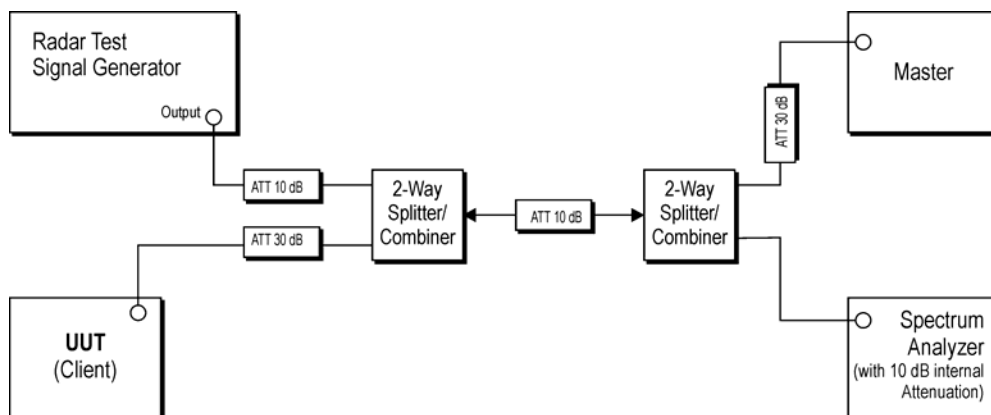 Radar Test
Signal Generator
Output
ATT 10 dB
2-Way
Splitter/
Combiner
ATT 30 dB
UUT
(Client)
ATT 10 dB
2-Way
Splitter/
Combiner
ATT 30 dB
Master
Spectrum
Analyzer
(with 10 dB internal
Attenuation)